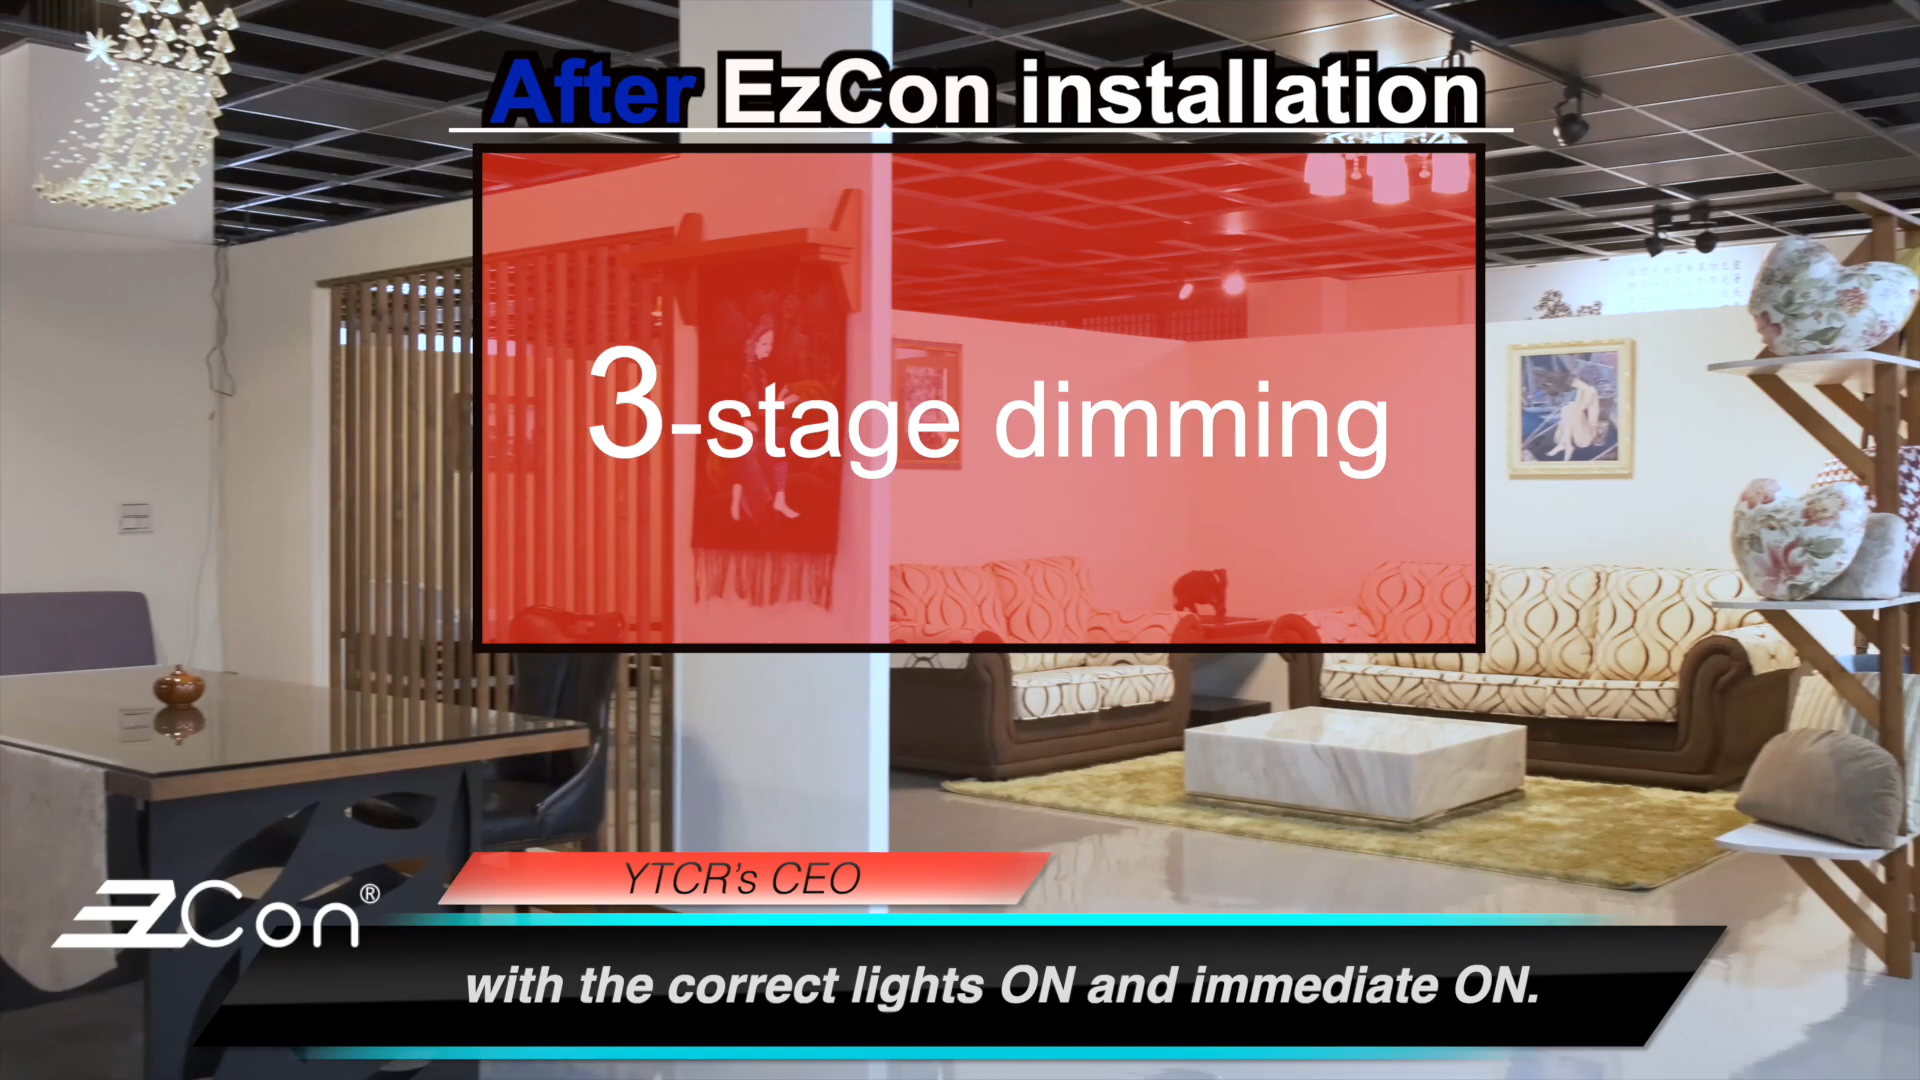 After EzCon installation
3-stage dimming
YTCR's CEO
EZCon®
with the correct lights ON and immediate ON.